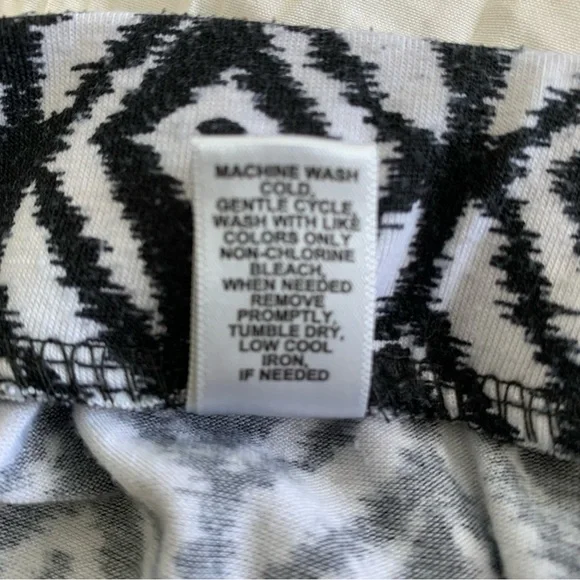 MACHINE WASH
COLD,
GENTLE CYCLE,
WASH WITH LIKE
COLORS ONLY
NON-CHLORINE
BLEACH,
WHEN NEEDED
REMOVE
PROMPTLY,
TUMBLE DRY,
LOW COOL
IRON,
IF NEEDED